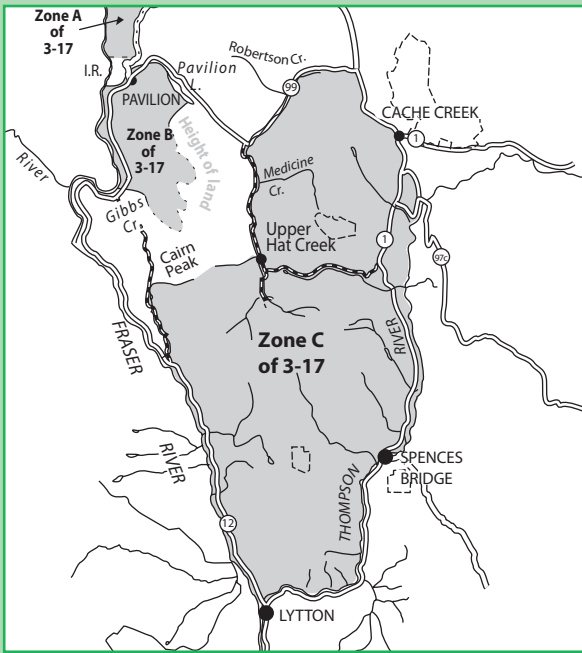 Zone A
of
3-17
I.R.
Robertson Cr.
Pavilion
L.
99
PAVILION
CACHE CREEK
1
Zone B
of
3-17
River
Height of land
Medicine
Cr.
Gibbs
Cr.
Upper
Hat Creek
1
97c
Cairn
Peak
FRASER
RIVER
Zone C
of 3-17
RIVER
THOMPSON
SPENCES
BRIDGE
12
LYTTON